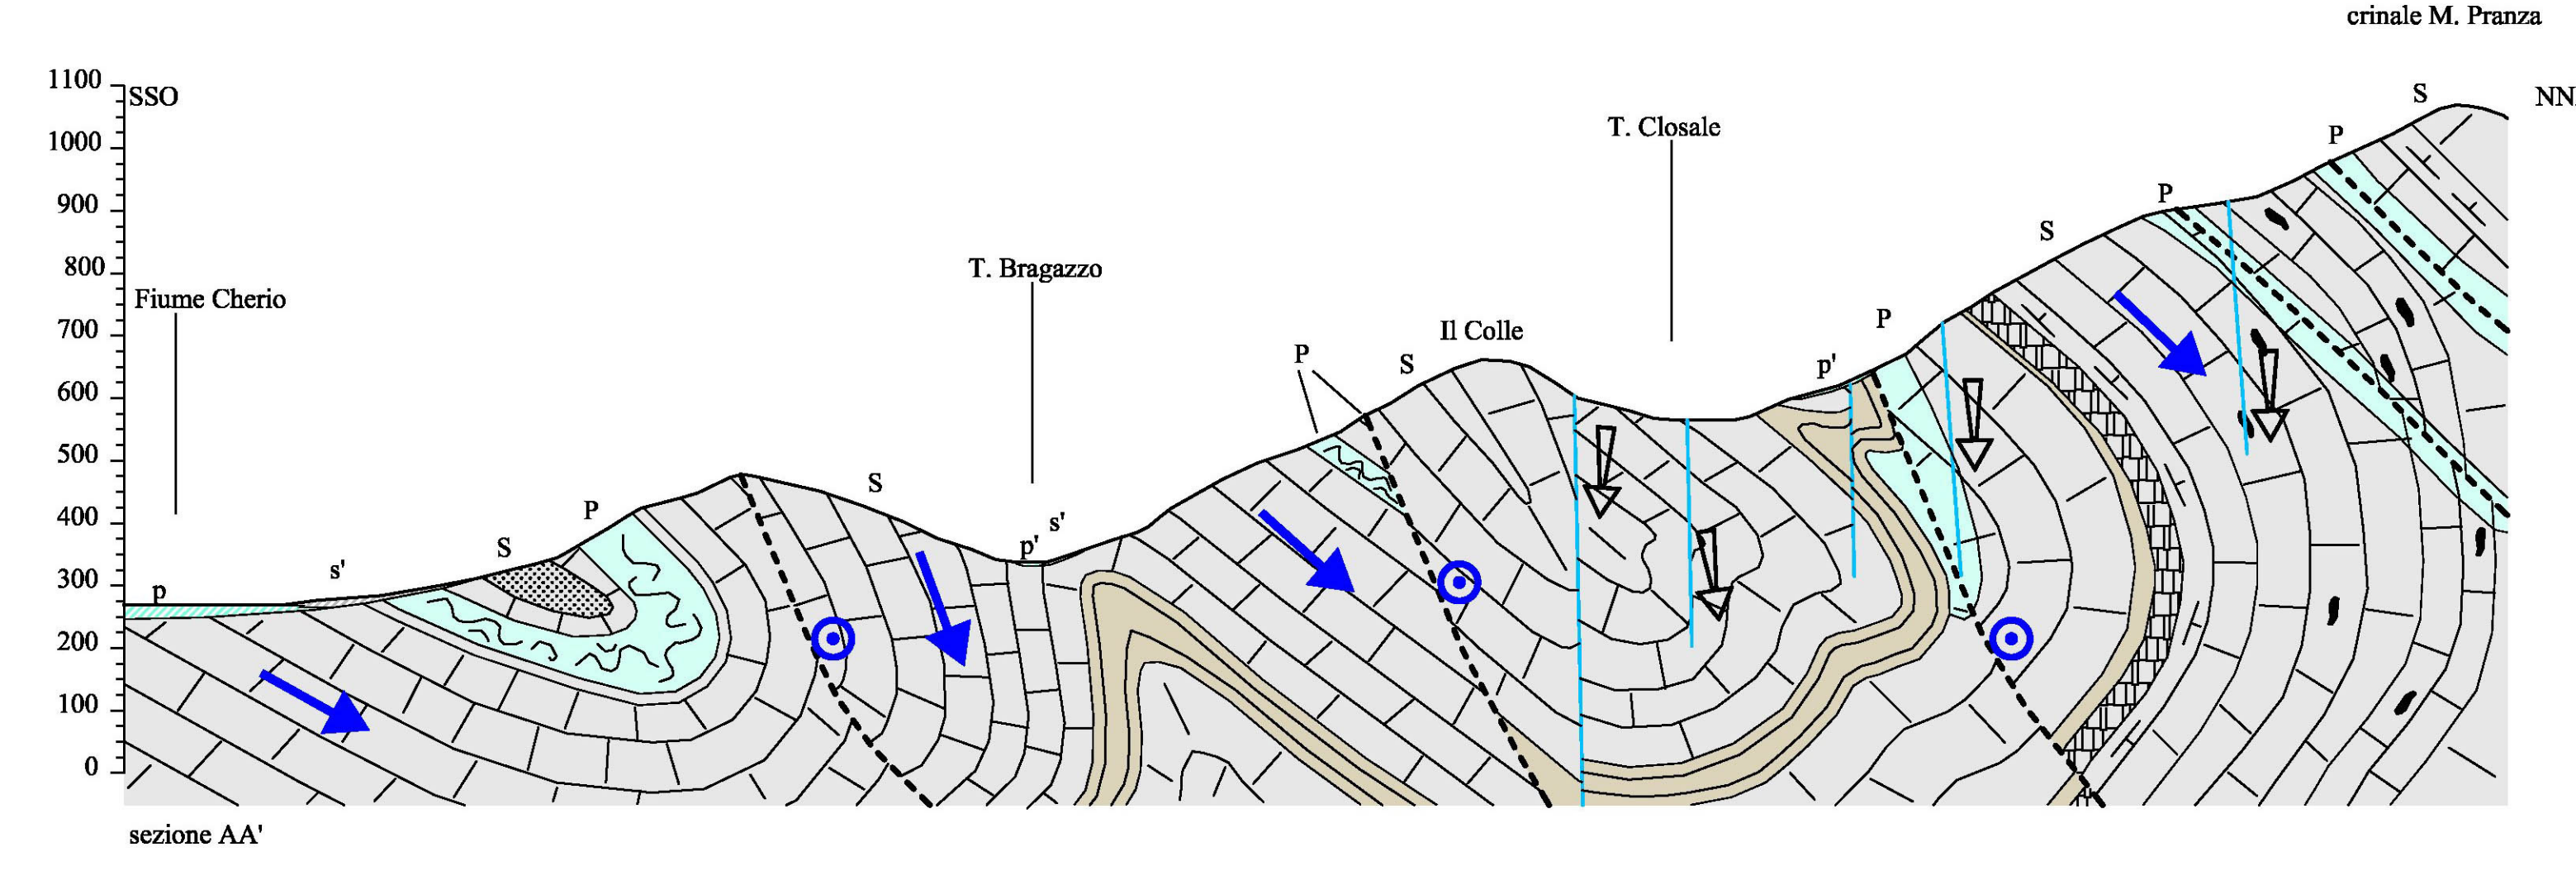 crinale M. Pranza
1100
SSO
S
NN
1000
T. Closale
P
900
P
S
800
T. Bragazzo
Fiume Cherio
700
Il Colle
P
P
S
p'
600
500
S
P
400
s'
p'
S
s'
p
300
200
100
0
sezione AA'